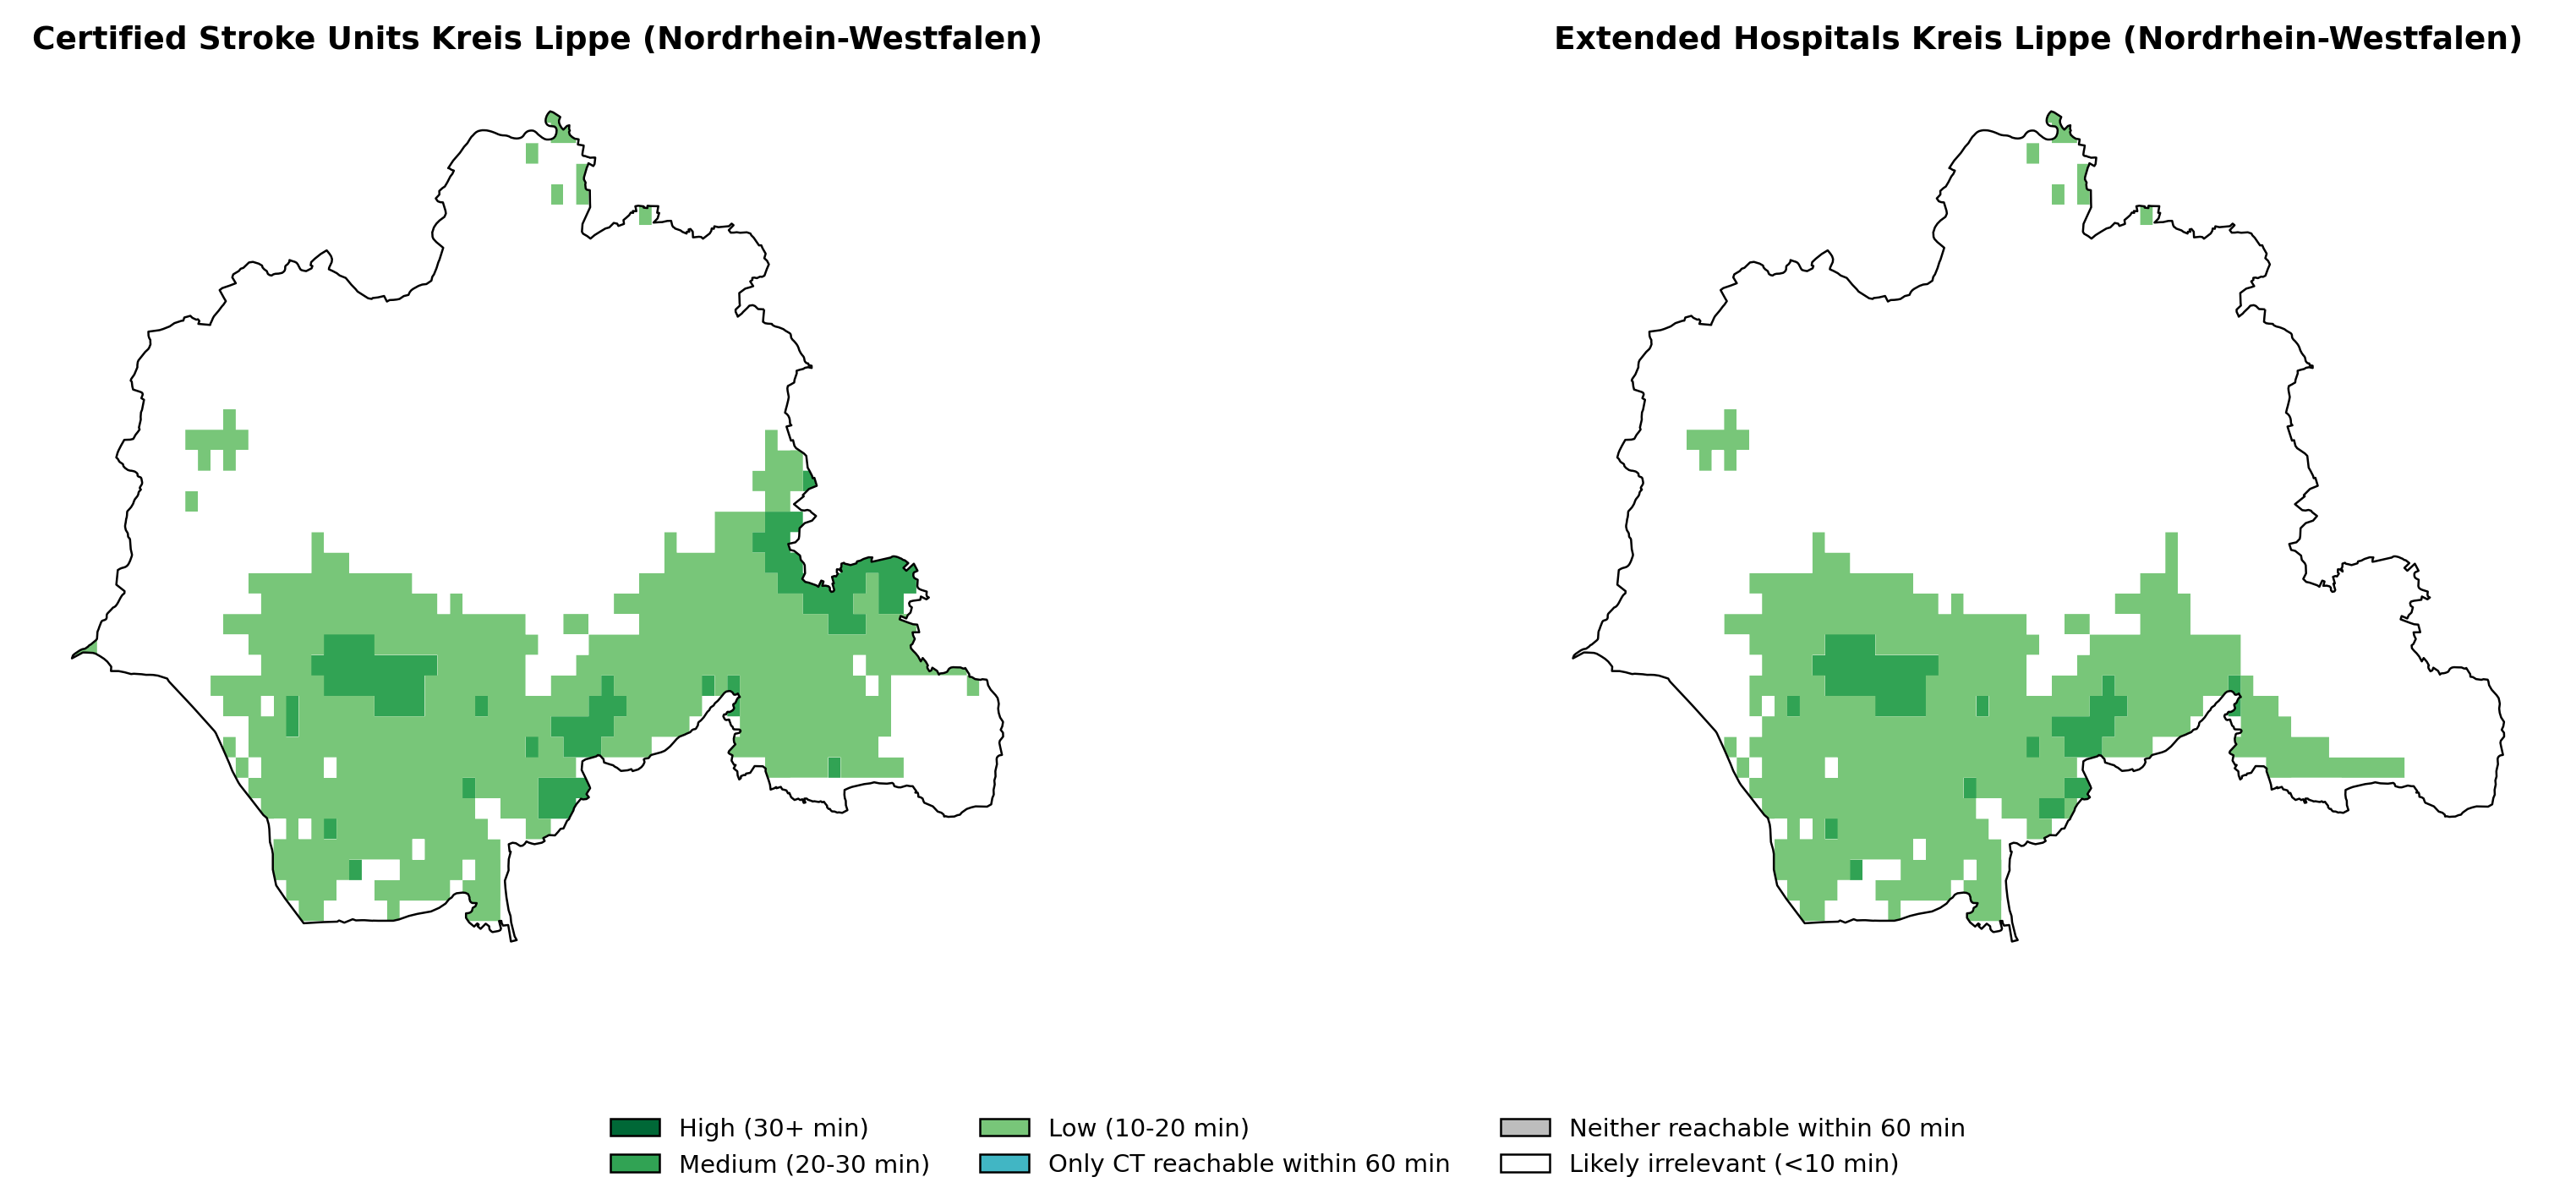 Certified Stroke Units Kreis Lippe (Nordrhein-Westfalen)
Extended Hospitals Kreis Lippe (Nordrhein-Westfalen)
High (30+ min)
Medium (20-30 min)
Low (10-20 min)
Only CT reachable within 60 min
Neither reachable within 60 min
Likely irrelevant (<10 min)